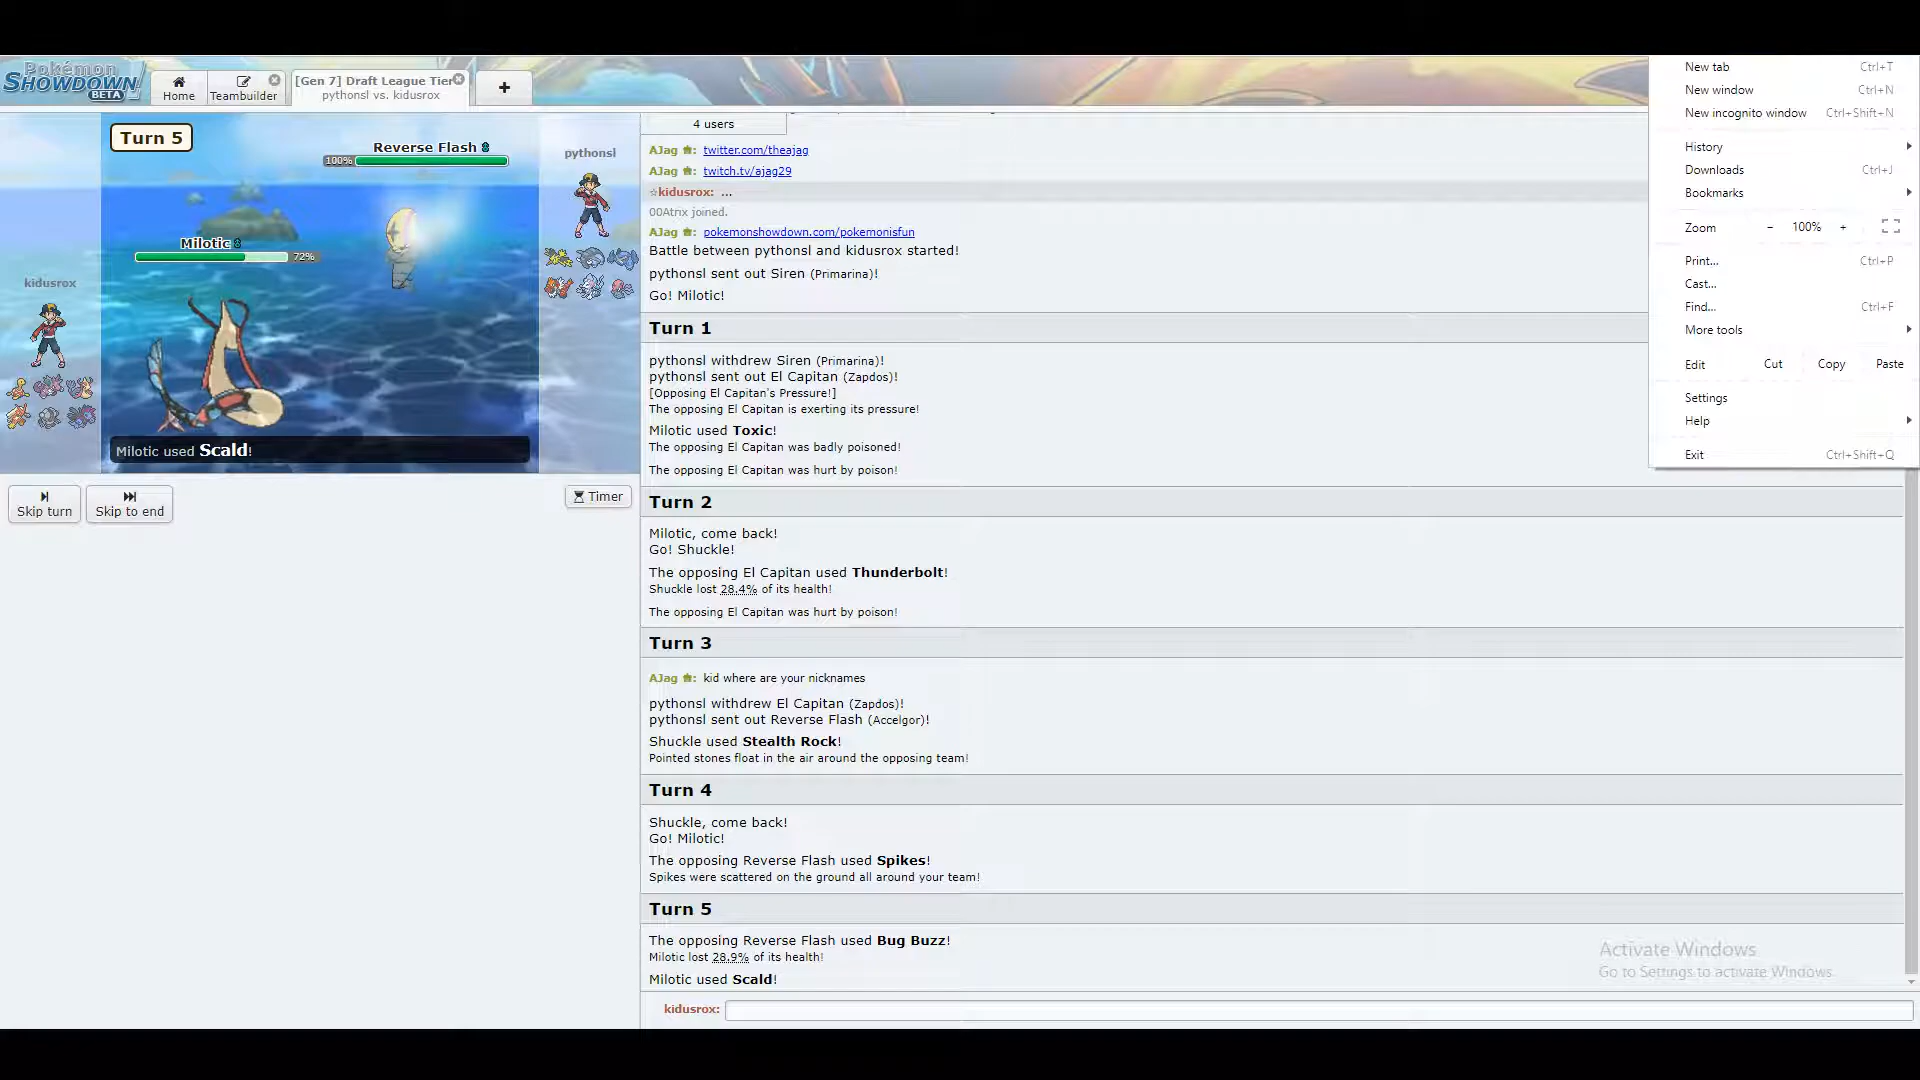 Pokémon
SHOWDOWN!
BETA
Home
Teambuilder
[Gen 7] Draft League Tier
pythonsl vs. kidusrox
+
Turn 5
Reverse Flash
100%
Milotic
72%
kidusrox
pythonsl
Milotic used Scald!
Skip turn
Skip to end
Timer
4 users
AJag: twitter.com/theajag
AJag: twitch.tv/ajag29
☆kidusrox: ...
00Atrix joined.
AJag: pokemonshowdown.com/pokemonisfun
Battle between pythonsl and kidusrox started!
pythonsl sent out Siren (Primarina)!
Go! Milotic!
Turn 1
pythonsl withdrew Siren (Primarina)!
pythonsl sent out El Capitan (Zapdos)!
[Opposing El Capitan's Pressure!]
The opposing El Capitan is exerting its pressure!
Milotic used Toxic!
The opposing El Capitan was badly poisoned!
The opposing El Capitan was hurt by poison!
Turn 2
Milotic, come back!
Go! Shuckle!
The opposing El Capitan used Thunderbolt!
Shuckle lost 28.4% of its health!
The opposing El Capitan was hurt by poison!
Turn 3
AJag: kid where are your nicknames
pythonsl withdrew El Capitan (Zapdos)!
pythonsl sent out Reverse Flash (Accelgor)!
Shuckle used Stealth Rock!
Pointed stones float in the air around the opposing team!
Turn 4
Shuckle, come back!
Go! Milotic!
The opposing Reverse Flash used Spikes!
Spikes were scattered on the ground all around your team!
Turn 5
The opposing Reverse Flash used Bug Buzz!
Milotic lost 28.9% of its health!
Milotic used Scald!
kidusrox:
New tab Ctrl+T
New window Ctrl+N
New incognito window Ctrl+Shift+N
History
Downloads Ctrl+J
Bookmarks
Zoom − 100% +
Print... Ctrl+P
Cast...
Find... Ctrl+F
More tools
Edit Cut Copy Paste
Settings
Help
Exit Ctrl+Shift+Q
Activate Windows
Go to Settings to activate Windows.